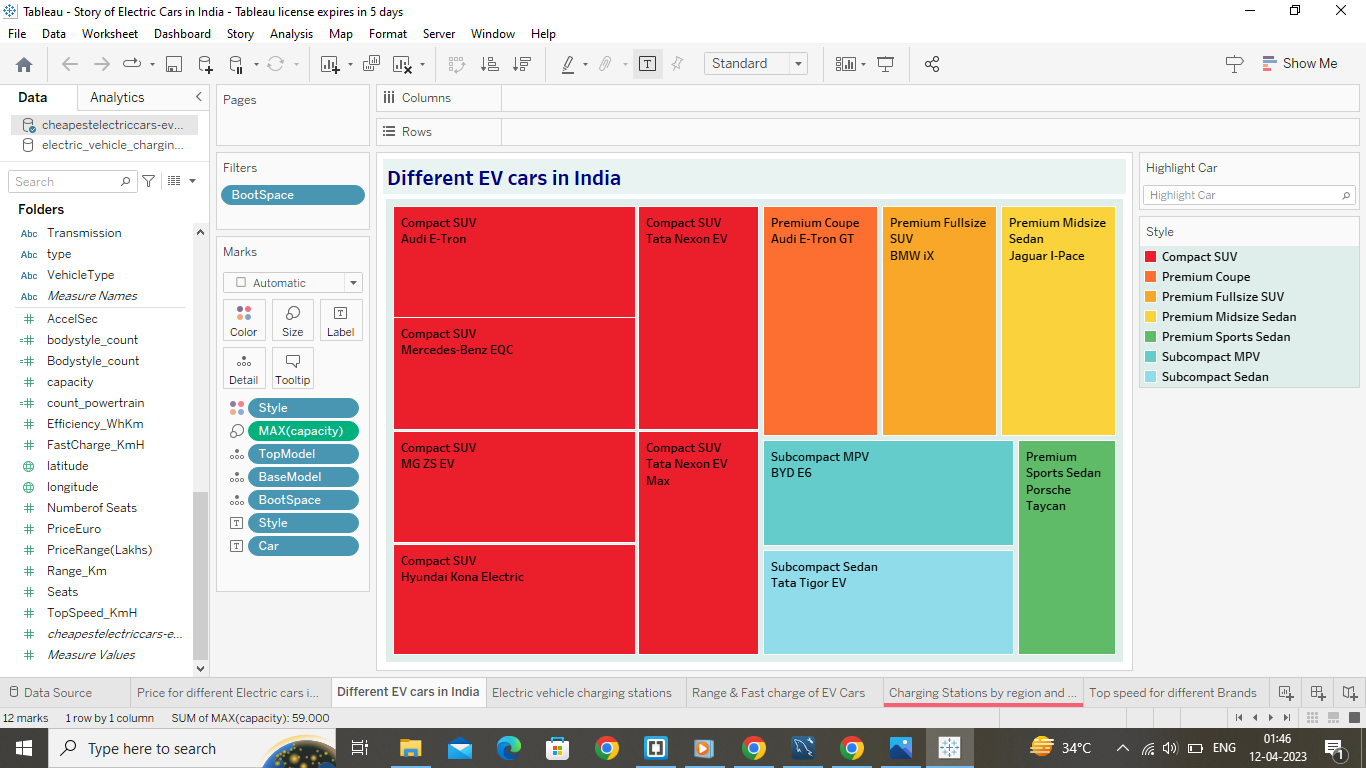 Tableau - Story of Electric Cars in India - Tableau license expires in 5 days
File Data Worksheet Dashboard Story Analysis Map Format Server Window Help
Standard
Show Me
Data Analytics
cheapestelectriccars-ev...
electric_vehicle_chargin...
Search
Folders
Abc Transmission
Abc type
Abc VehicleType
Abc Measure Names
# AccelSec
=# bodystyle_count
=# Bodystyle_count
# capacity
=# count_powertrain
# Efficiency_WhKm
# FastCharge_KmH
latitude
longitude
# Numberof Seats
# PriceEuro
# PriceRange(Lakhs)
# Range_Km
# Seats
# TopSpeed_KmH
# cheapestelectriccars-e...
# Measure Values
Pages
Filters
BootSpace
Marks
Automatic
Color Size Label
Detail Tooltip
Style
MAX(capacity)
TopModel
BaseModel
BootSpace
Style
Car
Columns
Rows
Different EV cars in India
Compact SUV
Audi E-Tron
Compact SUV
Mercedes-Benz EQC
Compact SUV
MG ZS EV
Compact SUV
Hyundai Kona Electric
Compact SUV
Tata Nexon EV
Compact SUV
Tata Nexon EV
Max
Premium Coupe
Audi E-Tron GT
Premium Fullsize
SUV
BMW iX
Premium Midsize
Sedan
Jaguar I-Pace
Subcompact MPV
BYD E6
Subcompact Sedan
Tata Tigor EV
Premium
Sports Sedan
Porsche
Taycan
Highlight Car
Highlight Car
Style
Compact SUV
Premium Coupe
Premium Fullsize SUV
Premium Midsize Sedan
Premium Sports Sedan
Subcompact MPV
Subcompact Sedan
Data Source Price for different Electric cars i... Different EV cars in India Electric vehicle charging stations Range & Fast charge of EV Cars Charging Stations by region and ... Top speed for different Brands
12 marks 1 row by 1 column SUM of MAX(capacity): 59.000
Type here to search
34°C
ENG
01:46
12-04-2023
1